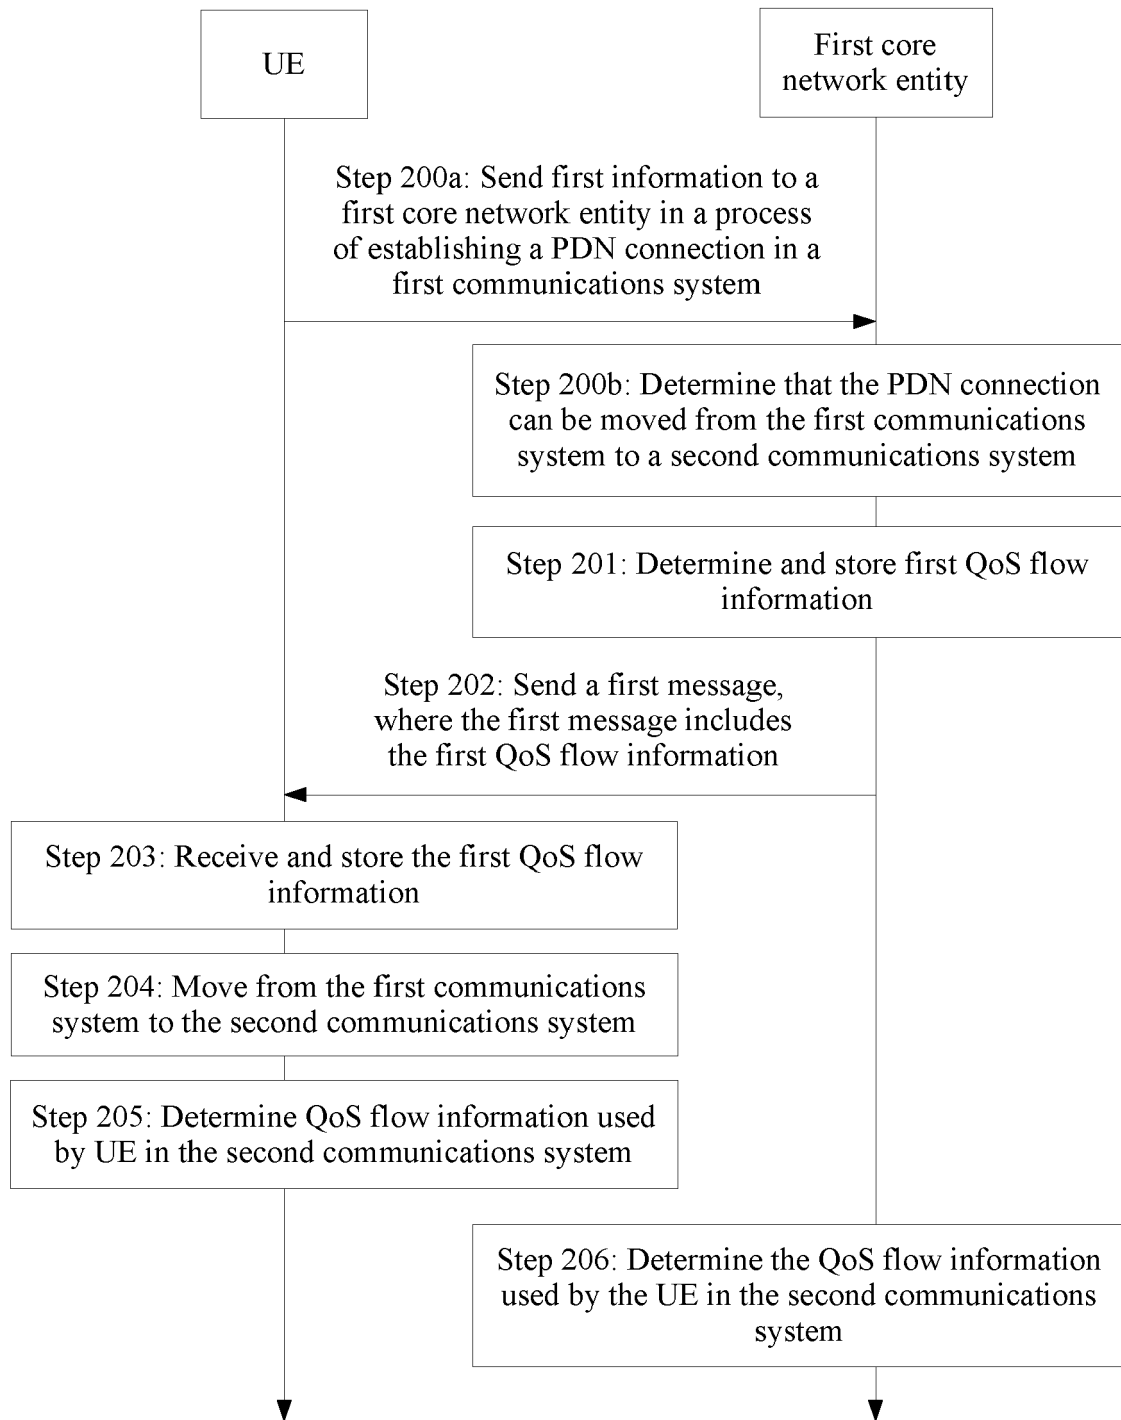 UE
First core
network entity
Step 200a: Send first information to a
first core network entity in a process
of establishing a PDN connection in a
first communications system
Step 200b: Determine that the PDN connection
can be moved from the first communications
system to a second communications system
Step 201: Determine and store first QoS flow
information
Step 202: Send a first message,
where the first message includes
the first QoS flow information
Step 203: Receive and store the first QoS flow
information
Step 204: Move from the first communications
system to the second communications system
Step 205: Determine QoS flow information used
by UE in the second communications system
Step 206: Determine the QoS flow information
used by the UE in the second communications
system